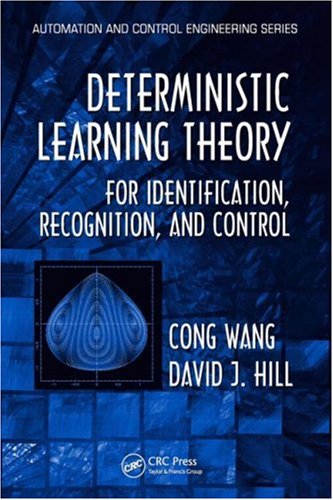 AUTOMATION AND CONTROL ENGINEERING SERIES
DETERMINISTIC
LEARNING THEORY
FOR IDENTIFICATION,
RECOGNITION, AND CONTROL
CONG WANG
DAVID J. HILL
CRC
CRC Press
Taylor & Francis Group